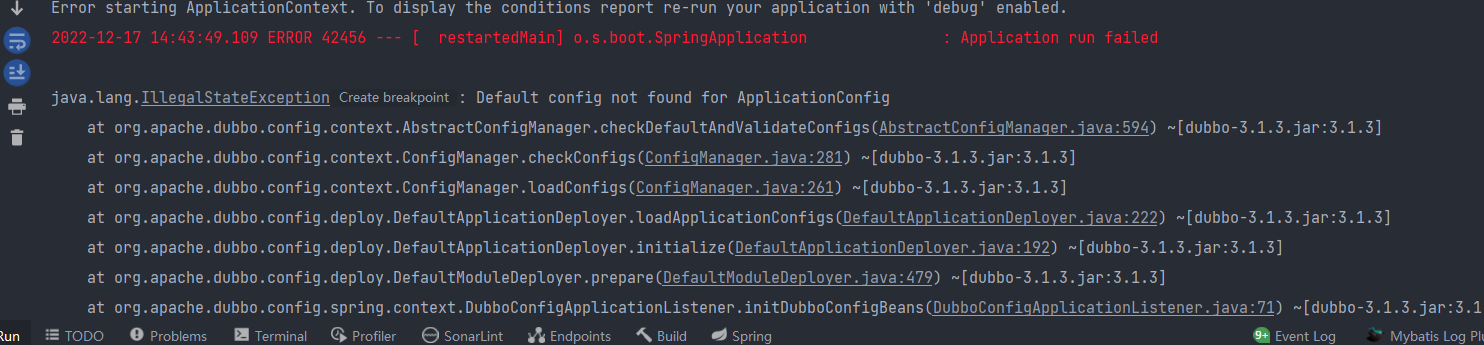 Error starting ApplicationContext. To display the conditions report re-run your application with 'debug' enabled.
2022-12-17 14:43:49.109 ERROR 42456 --- [  restartedMain] o.s.boot.SpringApplication               : Application run failed
java.lang.IllegalStateException Create breakpoint : Default config not found for ApplicationConfig
at org.apache.dubbo.config.context.AbstractConfigManager.checkDefaultAndValidateConfigs(AbstractConfigManager.java:594) ~[dubbo-3.1.3.jar:3.1.3]
at org.apache.dubbo.config.context.ConfigManager.checkConfigs(ConfigManager.java:281) ~[dubbo-3.1.3.jar:3.1.3]
at org.apache.dubbo.config.context.ConfigManager.loadConfigs(ConfigManager.java:261) ~[dubbo-3.1.3.jar:3.1.3]
at org.apache.dubbo.config.deploy.DefaultApplicationDeployer.loadApplicationConfigs(DefaultApplicationDeployer.java:222) ~[dubbo-3.1.3.jar:3.1.3]
at org.apache.dubbo.config.deploy.DefaultApplicationDeployer.initialize(DefaultApplicationDeployer.java:192) ~[dubbo-3.1.3.jar:3.1.3]
at org.apache.dubbo.config.deploy.DefaultModuleDeployer.prepare(DefaultModuleDeployer.java:479) ~[dubbo-3.1.3.jar:3.1.3]
at org.apache.dubbo.config.spring.context.DubboConfigApplicationListener.initDubboConfigBeans(DubboConfigApplicationListener.java:71) ~[dubbo-3.1.3.jar:3.1
Run TODO Problems Terminal Profiler SonarLint Endpoints Build Spring 9+ Event Log Mybatis Log Plu